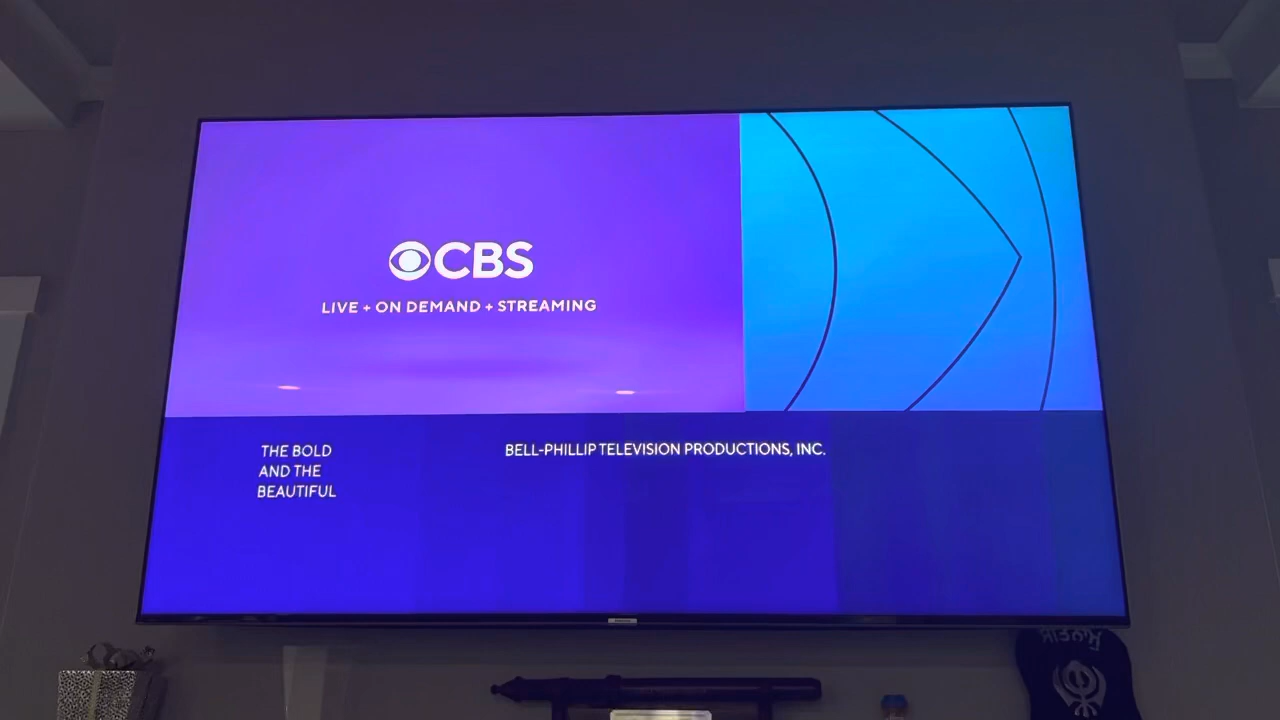 CBS
LIVE + ON DEMAND + STREAMING
THE BOLD
AND THE
BEAUTIFUL
BELL-PHILLIP TELEVISION PRODUCTIONS, INC.